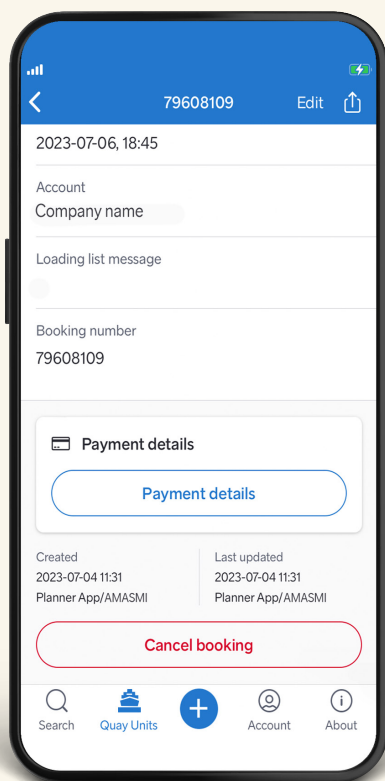 79608109 Edit
2023-07-06, 18:45
Account
Company name
Loading list message
Booking number
79608109
Payment details
Payment details
Created
2023-07-04 11:31
Planner App/AMASMI
Last updated
2023-07-04 11:31
Planner App/AMASMI
Cancel booking
Search Quay Units Account About